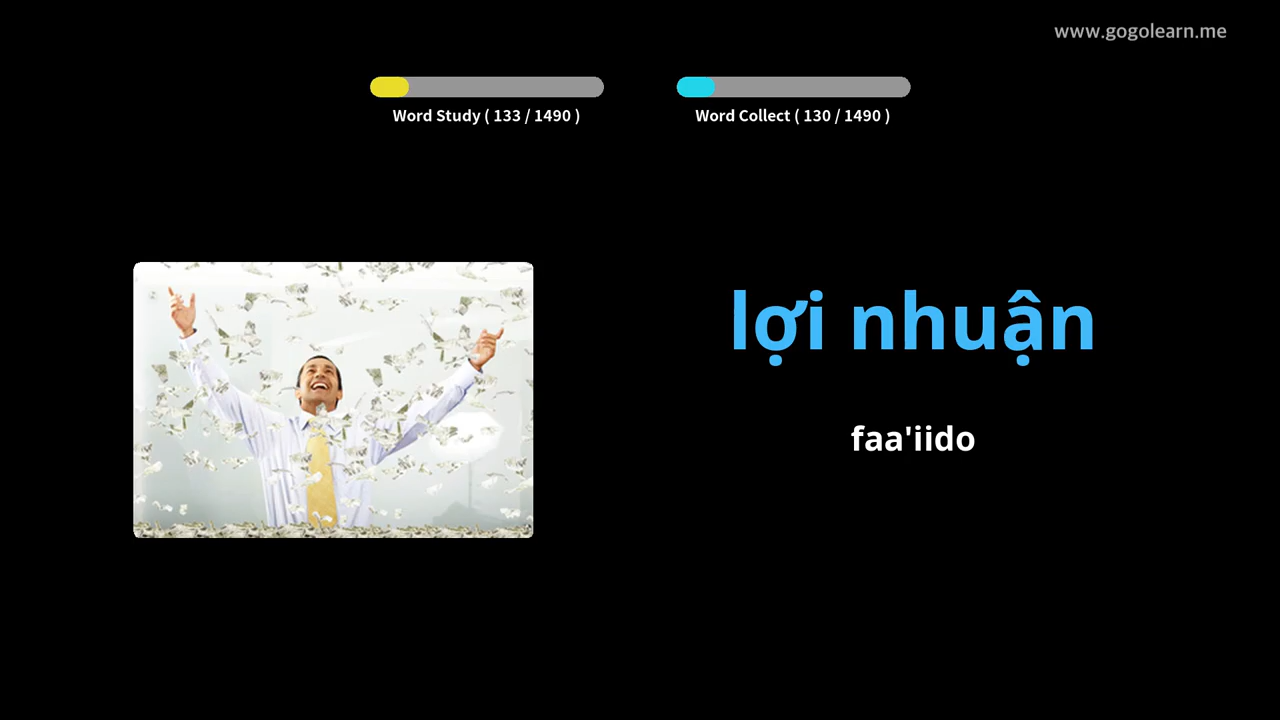 www.gogolearn.me
Word Study ( 133 / 1490 )
Word Collect ( 130 / 1490 )
lợi nhuận
faa'iido